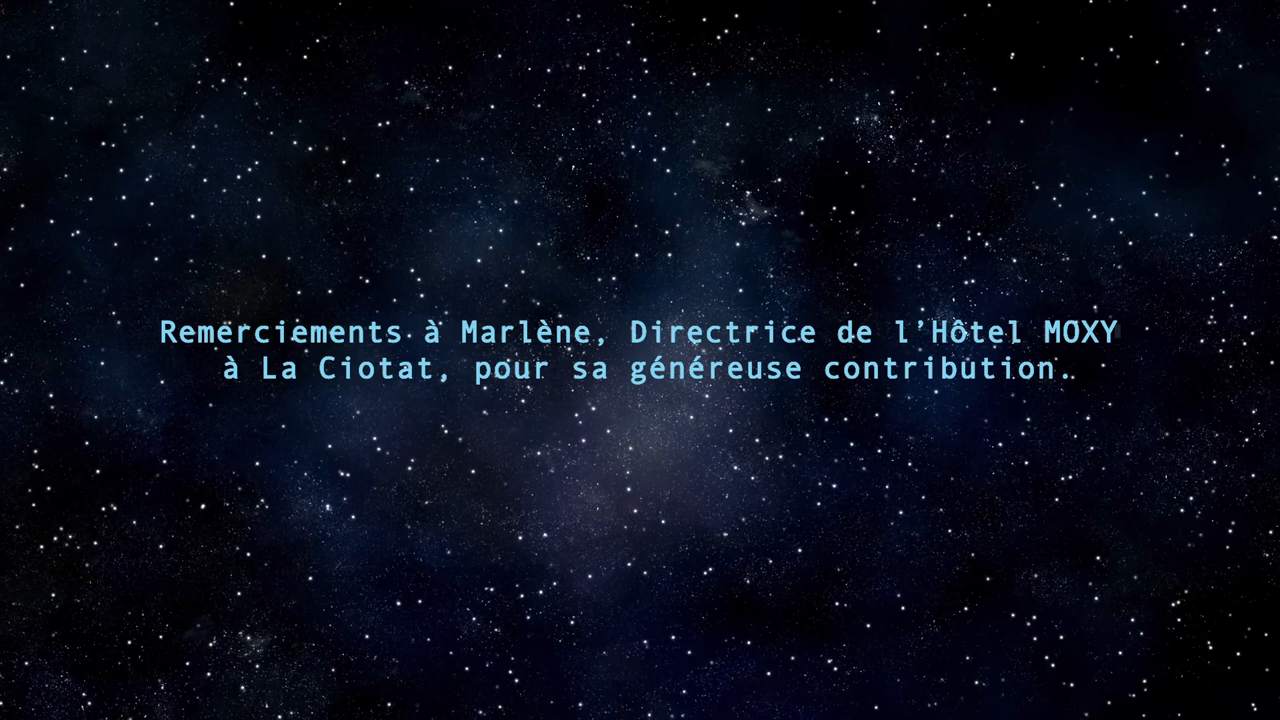 Remerciements à Marlène, Directrice de l’Hôtel MOXY
à La Ciotat, pour sa généreuse contribution.